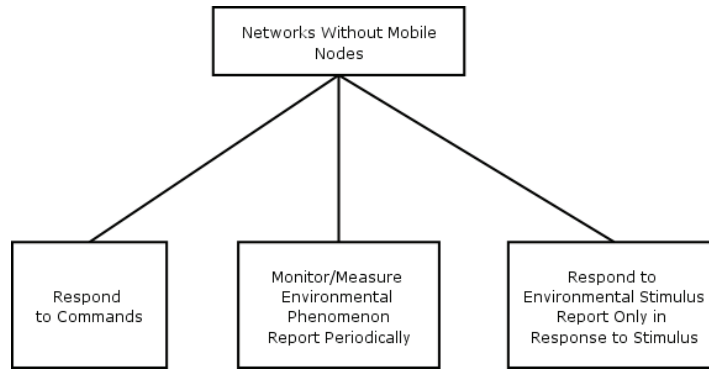 Networks Without Mobile
Nodes
Respond
to Commands
Monitor/Measure
Environmental
Phenomenon
Report Periodically
Respond to
Environmental Stimulus
Report Only in
Response to Stimulus